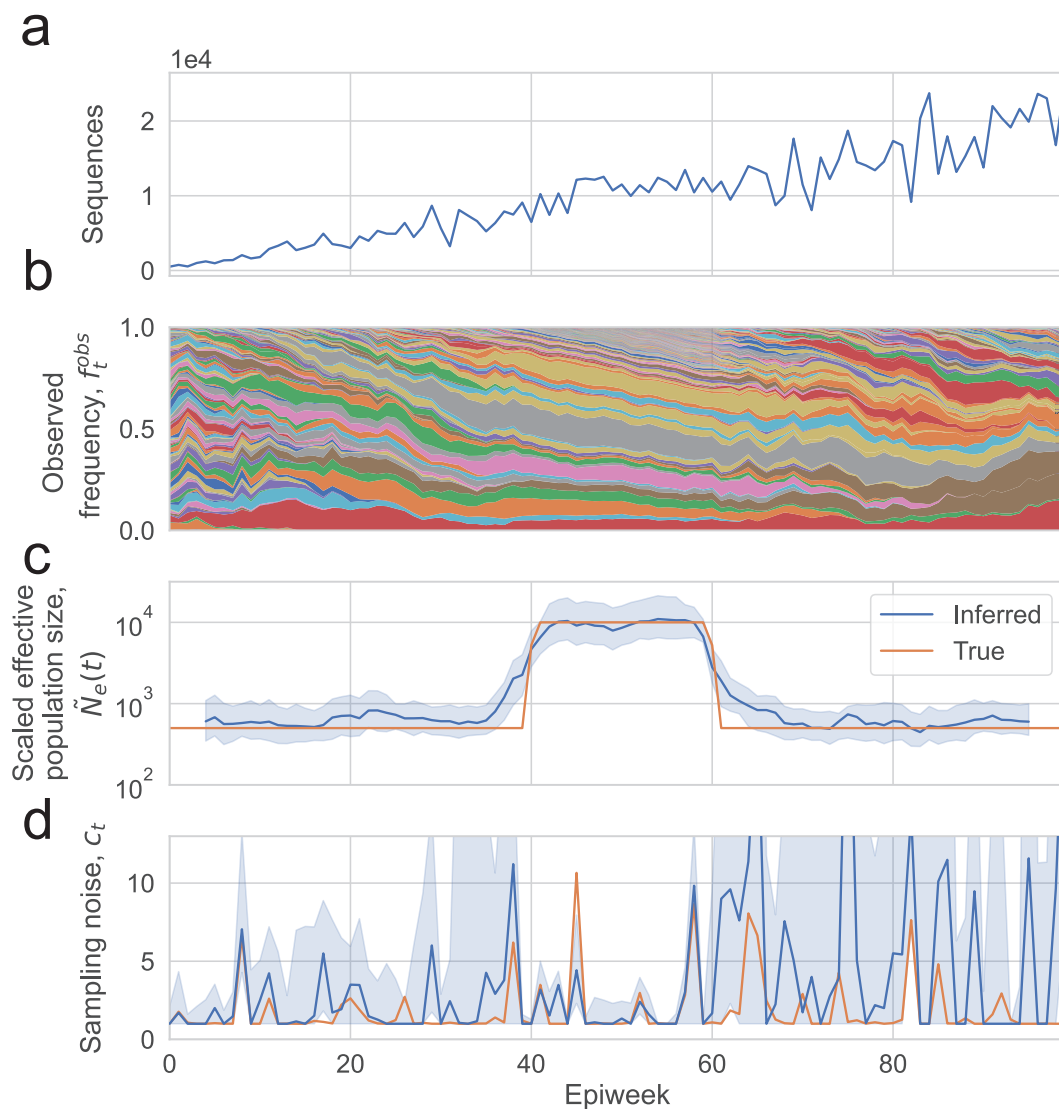 a
1e4
2
1
0
Sequences
b
1.0
0.5
0.0
Observed
frequency, f_t^{obs}
c
10^4
10^3
10^2
Scaled effective
population size,
Ñ_e(t)
Inferred
True
d
10
5
0
Sampling noise, c_t
0 20 40 60 80
Epiweek